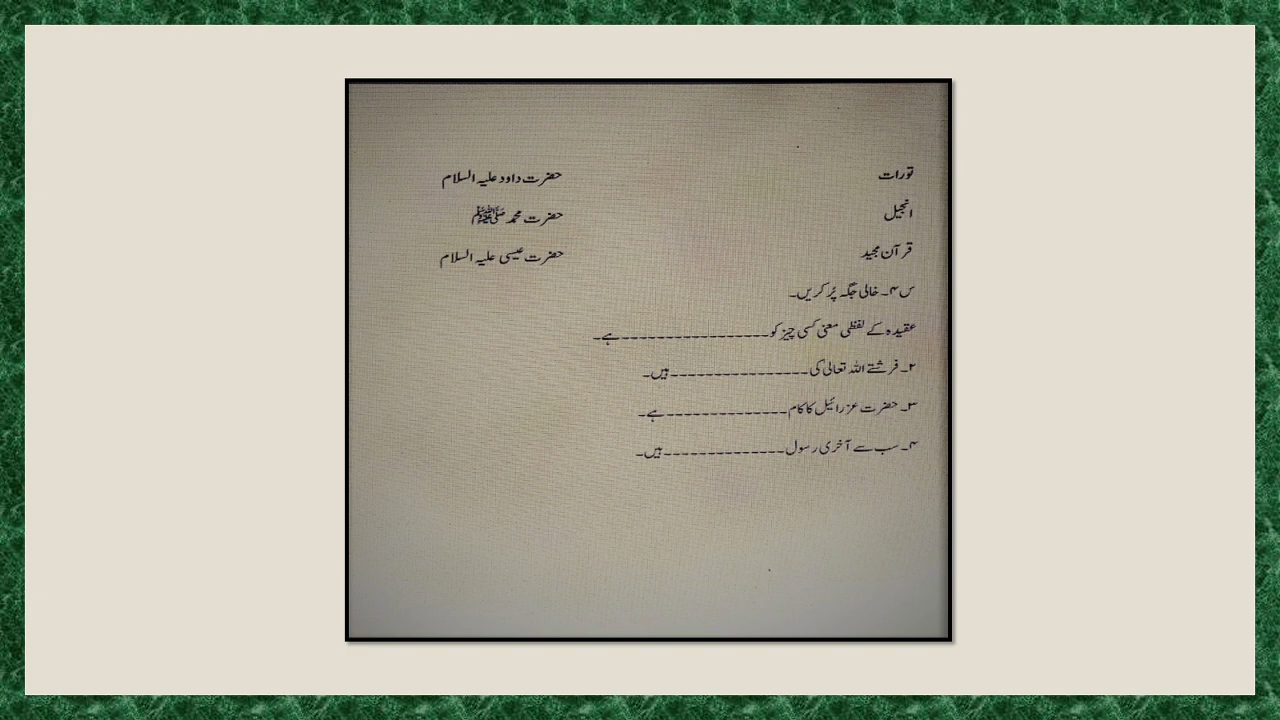 تورات حضرت داود علیہ السلام
انجیل حضرت محمد ﷺ
قرآن مجید حضرت عیسی علیہ السلام
س۴۔ خالی جگہ پُر کریں۔
عقیدہ کے لفظی معنی کسی چیز کو-----------------ہے۔
۲۔ فرشتے اللہ تعالی کی ----------------ہیں۔
۳۔ حضرت عزرائیل کا کام--------------ہے۔
۴۔ سب سے آخری رسول--------------ہیں۔